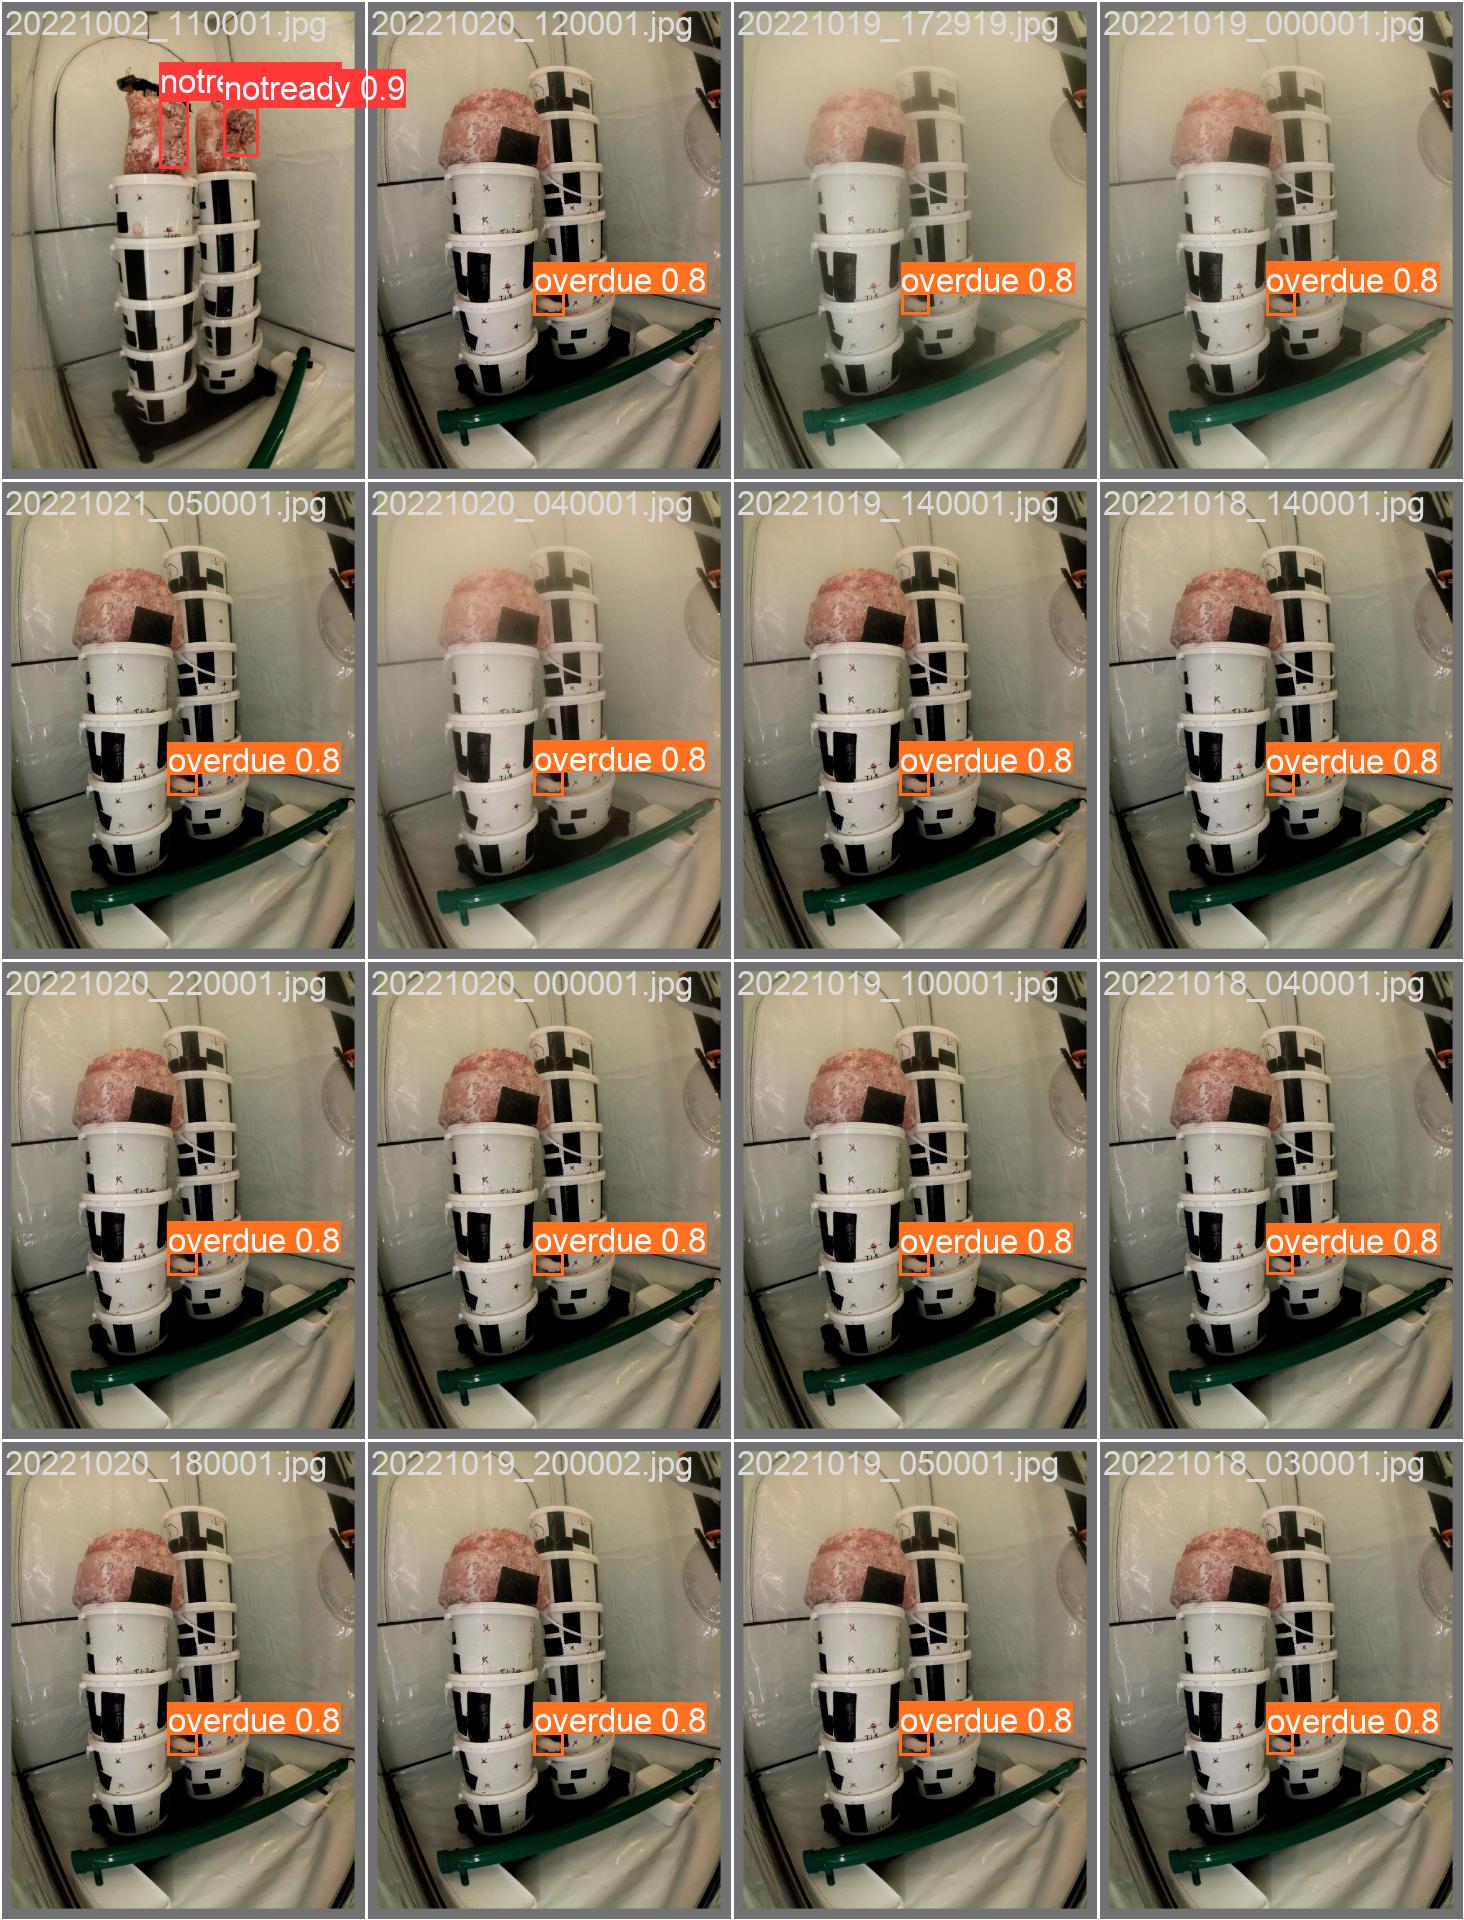 20221002_110001.jpg
notre
notready 0.9
20221020_120001.jpg
overdue 0.8
20221019_172919.jpg
overdue 0.8
20221019_000001.jpg
overdue 0.8
20221021_050001.jpg
overdue 0.8
20221020_040001.jpg
overdue 0.8
20221019_140001.jpg
overdue 0.8
20221018_140001.jpg
overdue 0.8
20221020_220001.jpg
overdue 0.8
20221020_000001.jpg
overdue 0.8
20221019_100001.jpg
overdue 0.8
20221018_040001.jpg
overdue 0.8
20221020_180001.jpg
overdue 0.8
20221019_200002.jpg
overdue 0.8
20221019_050001.jpg
overdue 0.8
20221018_030001.jpg
overdue 0.8